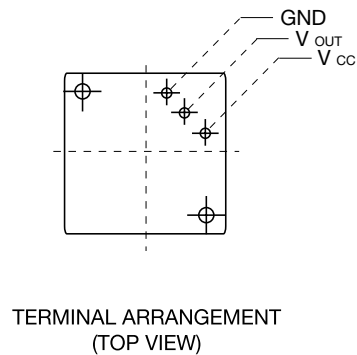 GND
V OUT
V CC
TERMINAL ARRANGEMENT
(TOP VIEW)